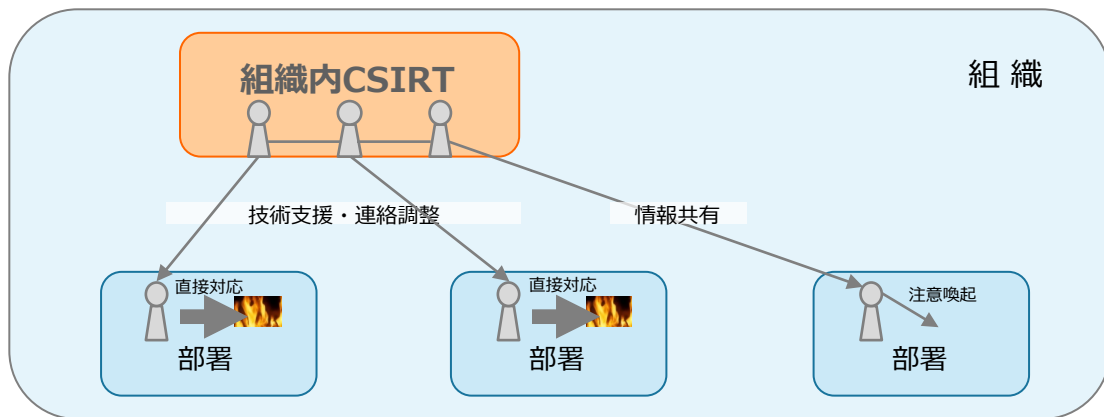 組織内CSIRT
組 織
技術支援・連絡調整
情報共有
直接対応
直接対応
注意喚起
部署
部署
部署